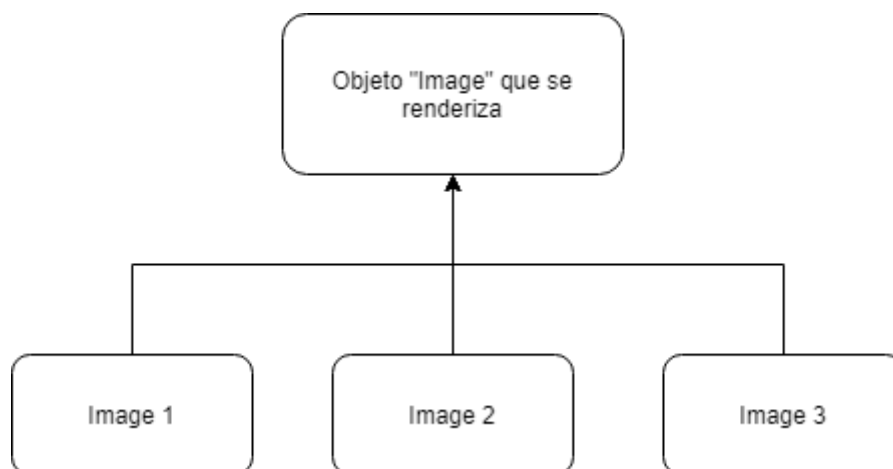 Objeto "Image" que se
renderiza
Image 1
Image 2
Image 3